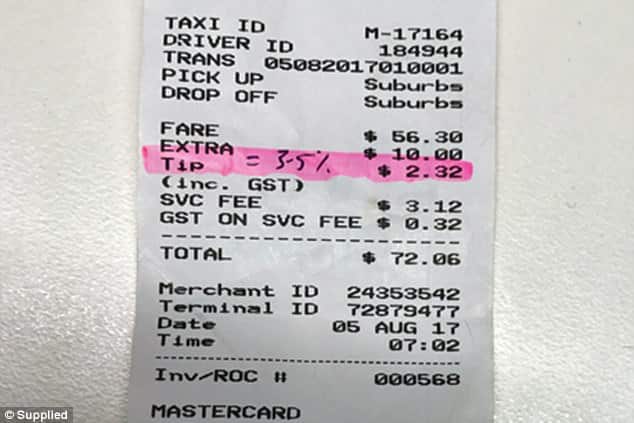 TAXI ID M-17164
DRIVER ID 184944
TRANS 05082017010001
PICK UP Suburbs
DROP OFF Suburbs
FARE $ 56.30
EXTRA $ 10.00
Tip = 3.5% $ 2.32
(inc. GST)
SVC FEE $ 3.12
GST ON SVC FEE $ 0.32
TOTAL $ 72.06
Merchant ID 24353542
Terminal ID 72879477
Date 05 AUG 17
Time 07:02
Inv/ROC # 000568
MASTERCARD
© Supplied